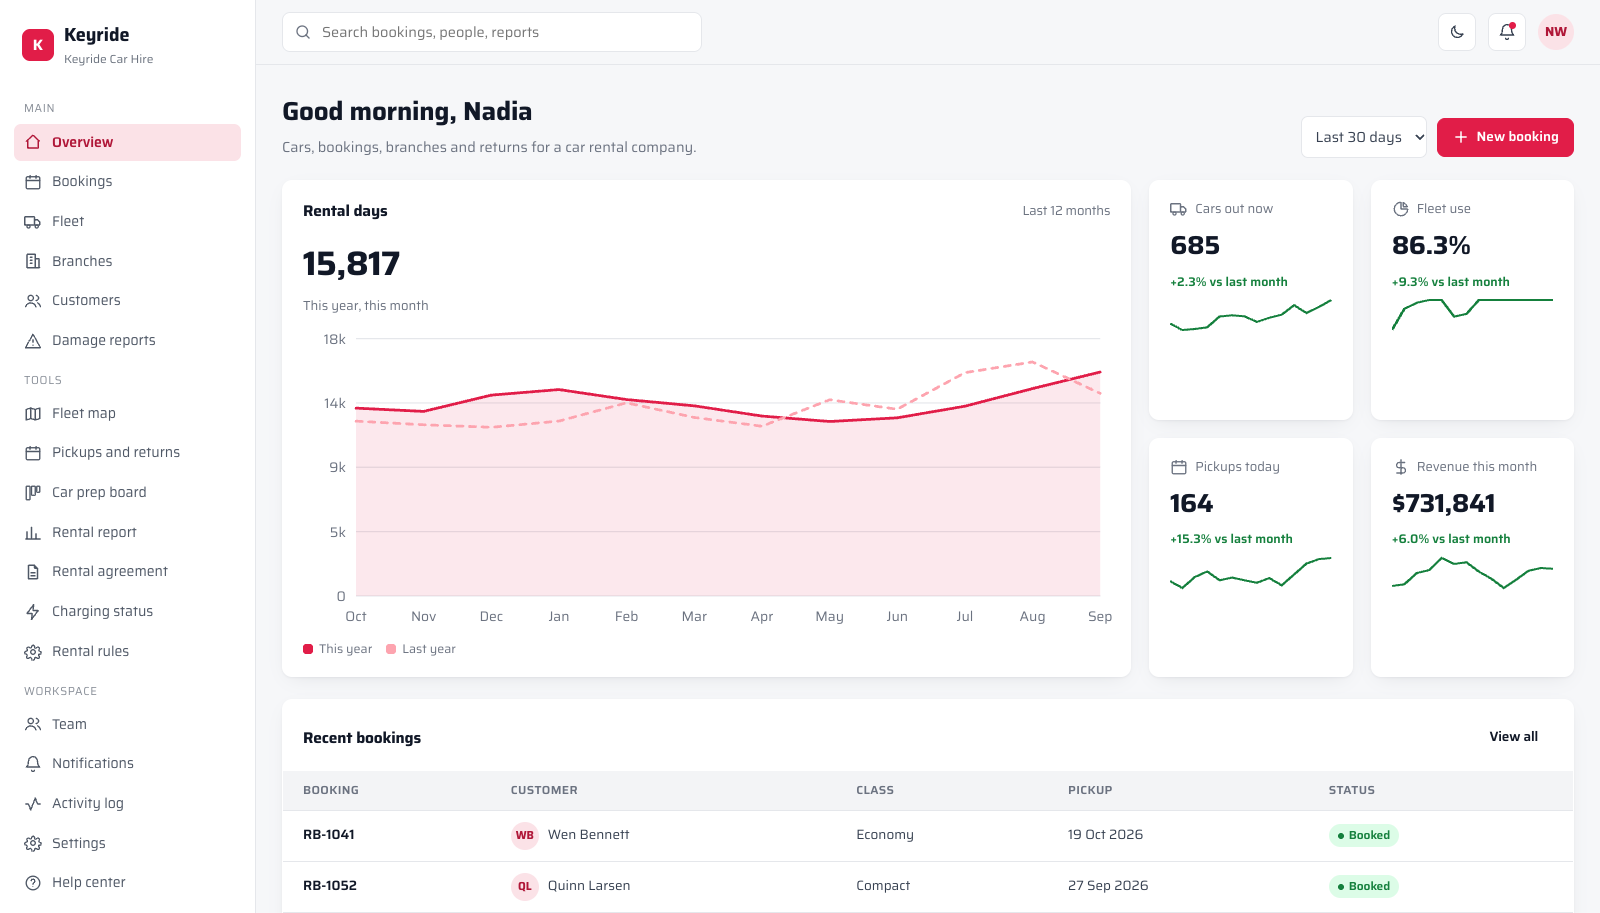 K
Keyride
Keyride Car Hire
MAIN
Overview
Bookings
Fleet
Branches
Customers
Damage reports
TOOLS
Fleet map
Pickups and returns
Car prep board
Rental report
Rental agreement
Charging status
Rental rules
WORKSPACE
Team
Notifications
Activity log
Settings
Help center
Search bookings, people, reports
NW
Good morning, Nadia
Cars, bookings, branches and returns for a car rental company.
Last 30 days
New booking
Rental days
Last 12 months
15,817
This year, this month
18k
14k
9k
5k
0
Oct Nov Dec Jan Feb Mar Apr May Jun Jul Aug Sep
This year Last year
Cars out now
685
+2.3% vs last month
Fleet use
86.3%
+9.3% vs last month
Pickups today
164
+15.3% vs last month
Revenue this month
$731,841
+6.0% vs last month
Recent bookings
View all
BOOKING CUSTOMER CLASS PICKUP STATUS
RB-1041 WB Wen Bennett Economy 19 Oct 2026 Booked
RB-1052 QL Quinn Larsen Compact 27 Sep 2026 Booked